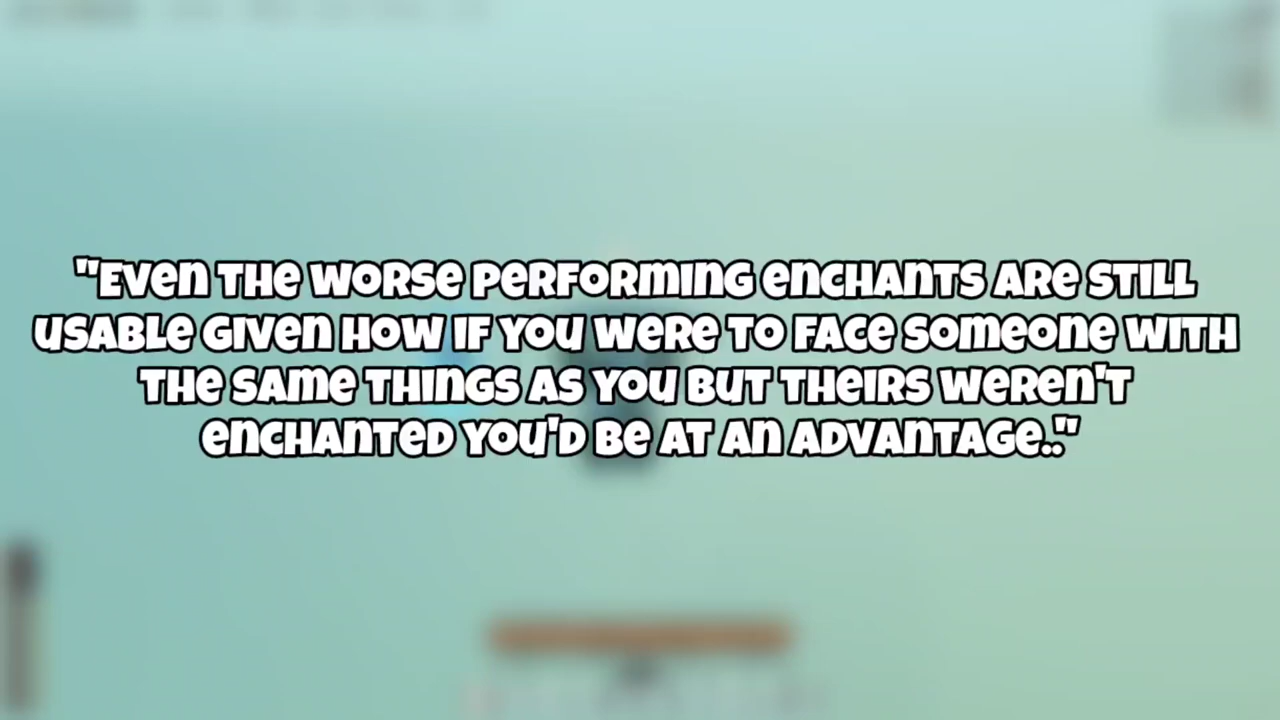 "Even the worse performing enchants are still
usable given how if you were to face someone with
the same things as you but theirs weren't
enchanted you'd be at an advantage.."